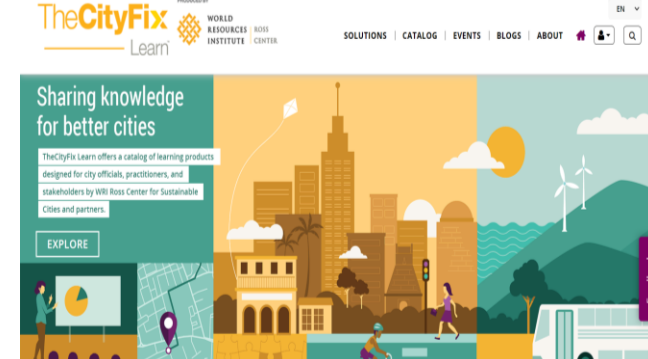 EN
TheCityFix
Learn
WORLD
RESOURCES
INSTITUTE
ROSS
CENTER
SOLUTIONS | CATALOG | EVENTS | BLOGS | ABOUT
Sharing knowledge
for better cities
TheCityFix Learn offers a catalog of learning products
designed for city officials, practitioners, and
stakeholders by WRI Ross Center for Sustainable
Cities and partners.
EXPLORE